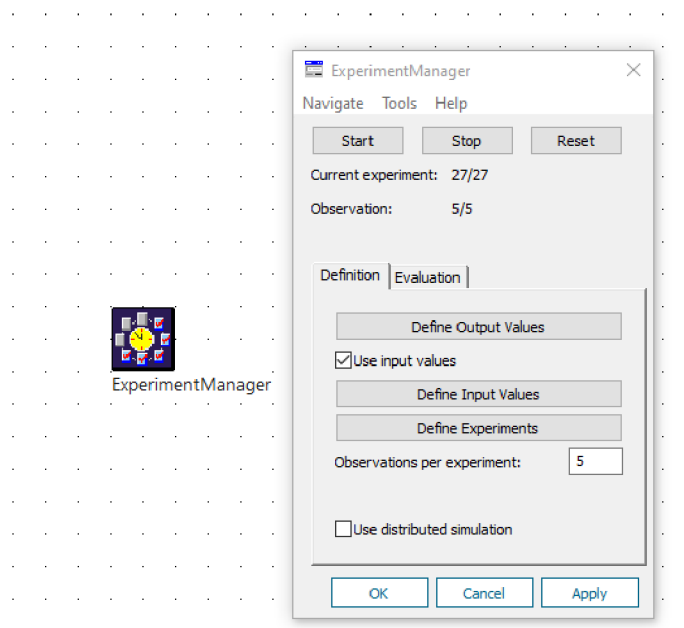 ExperimentManager
Navigate Tools Help
Start Stop Reset
Current experiment: 27/27
Observation: 5/5
Definition Evaluation
Define Output Values
Use input values
Define Input Values
Define Experiments
Observations per experiment: 5
Use distributed simulation
OK Cancel Apply
ExperimentManager